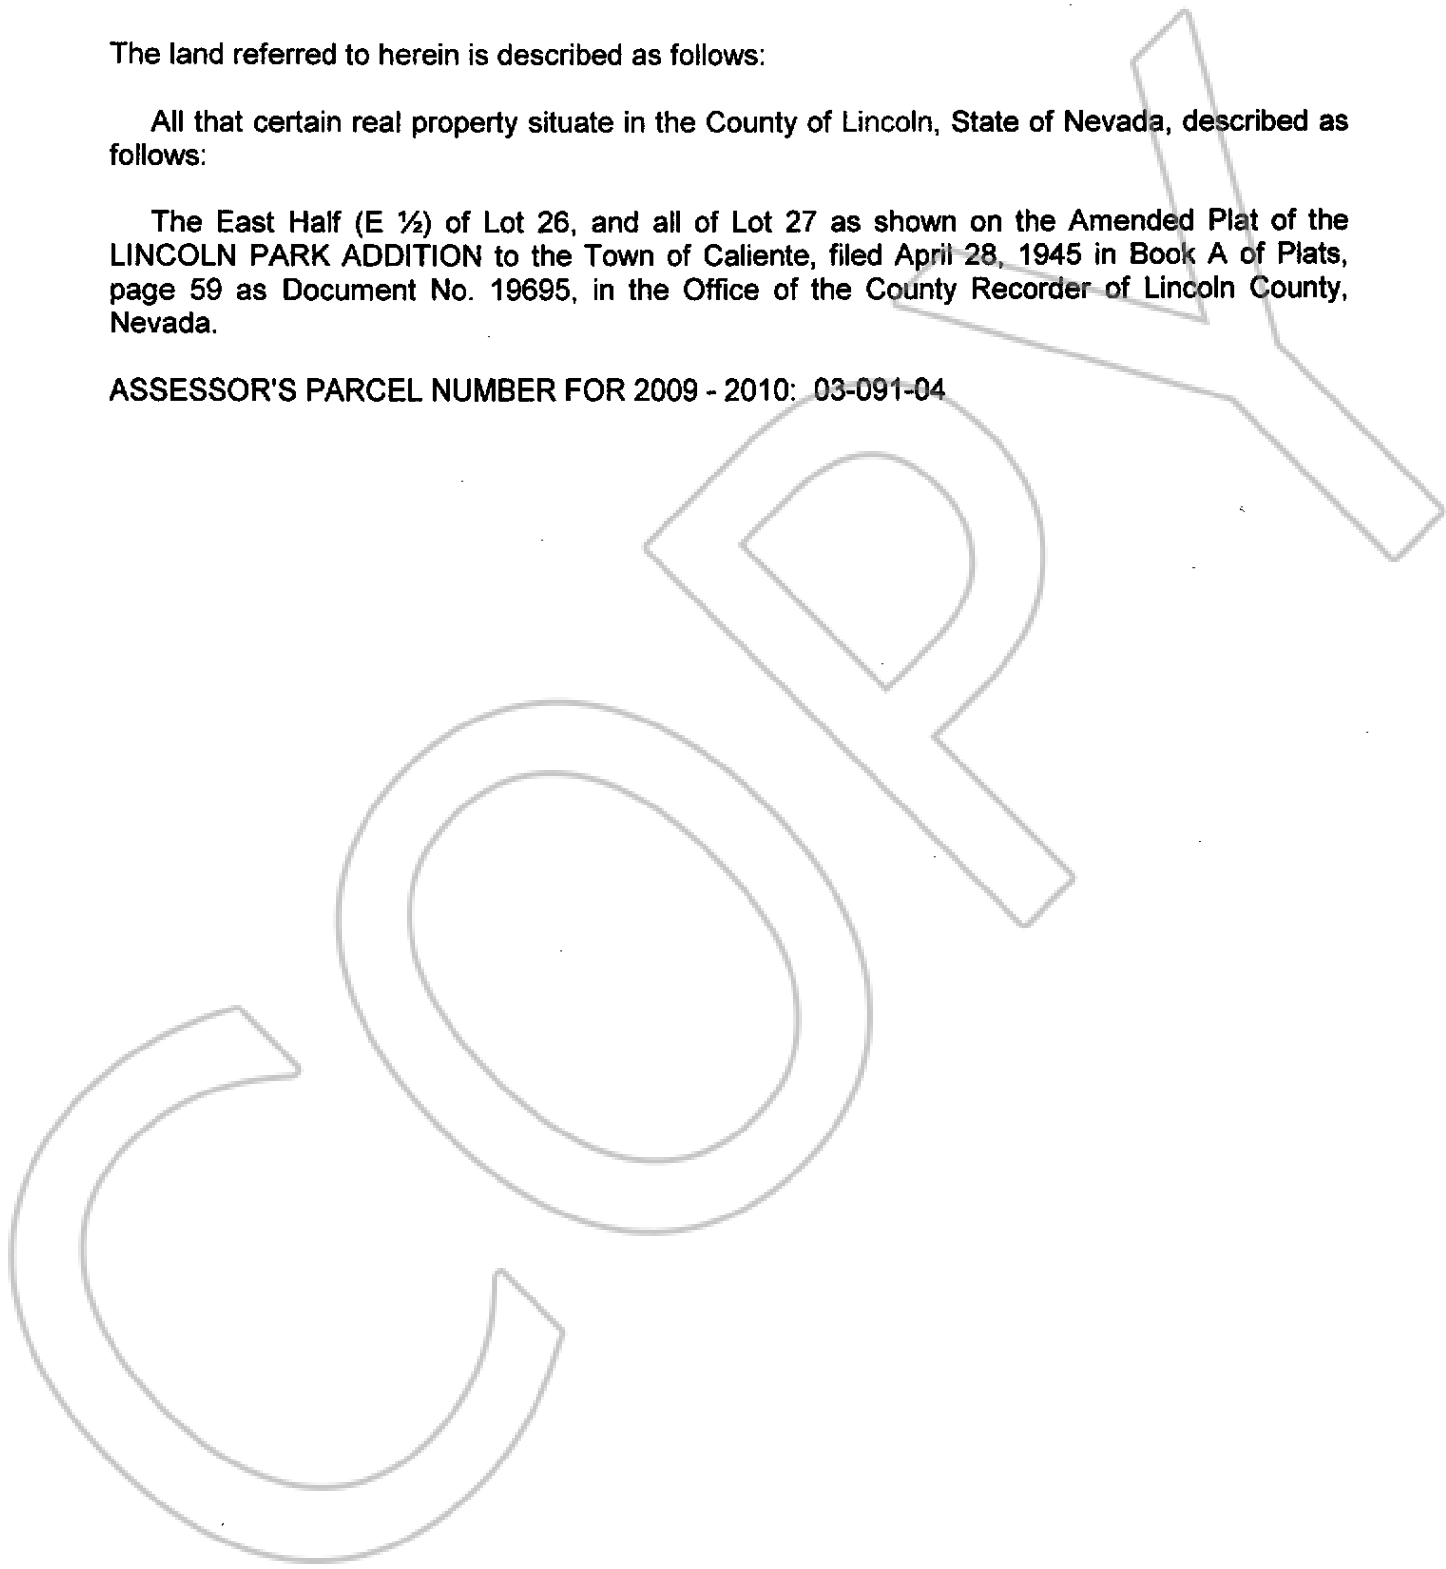 The land referred to herein is described as follows:
All that certain real property situate in the County of Lincoln, State of Nevada, described as
follows:
The East Half (E ½) of Lot 26, and all of Lot 27 as shown on the Amended Plat of the
LINCOLN PARK ADDITION to the Town of Caliente, filed April 28, 1945 in Book A of Plats,
page 59 as Document No. 19695, in the Office of the County Recorder of Lincoln County,
Nevada.
ASSESSOR'S PARCEL NUMBER FOR 2009 - 2010: 03-091-04
COPY